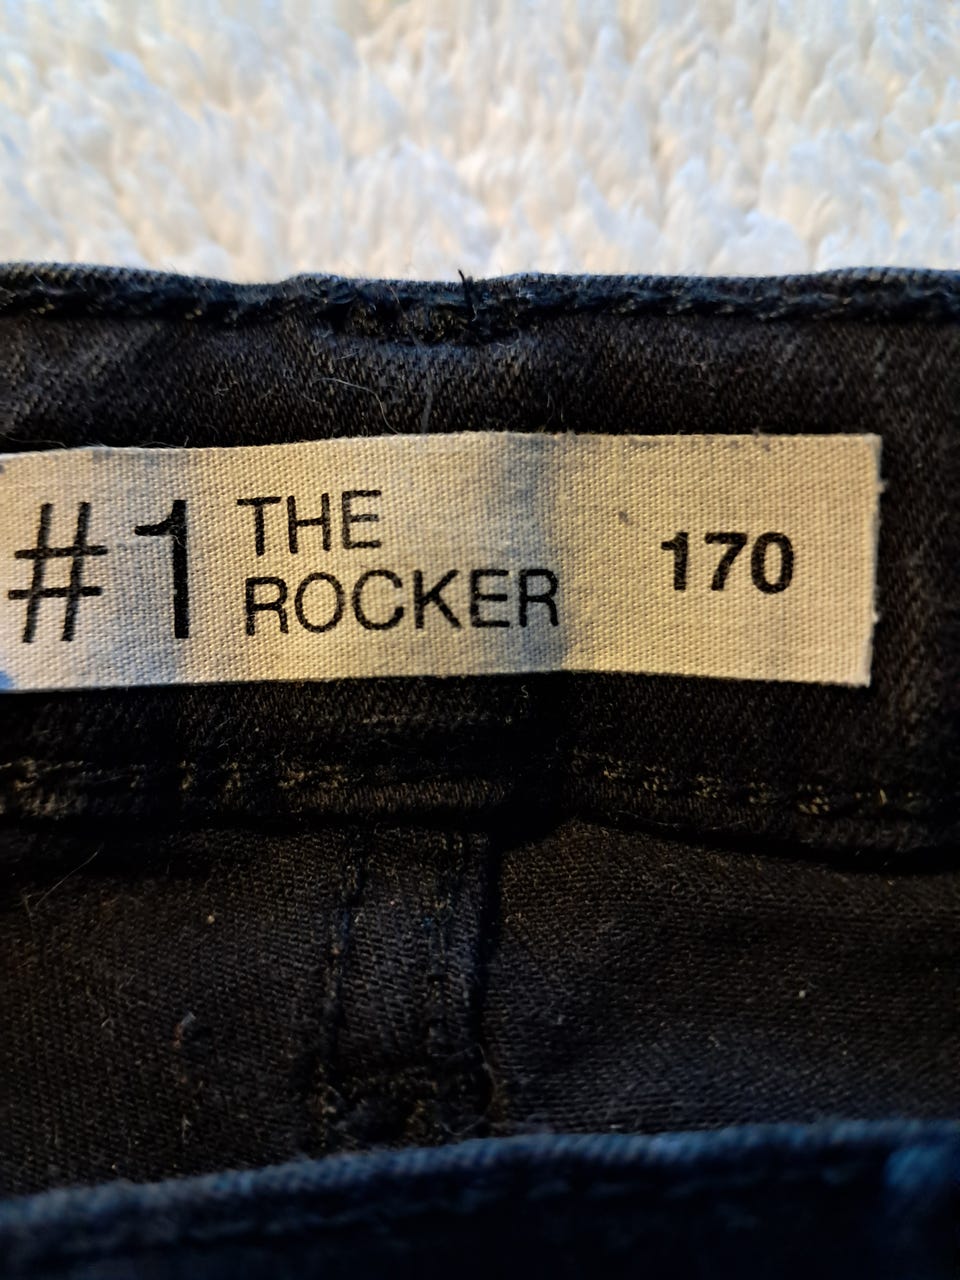 #1 THE
ROCKER
170